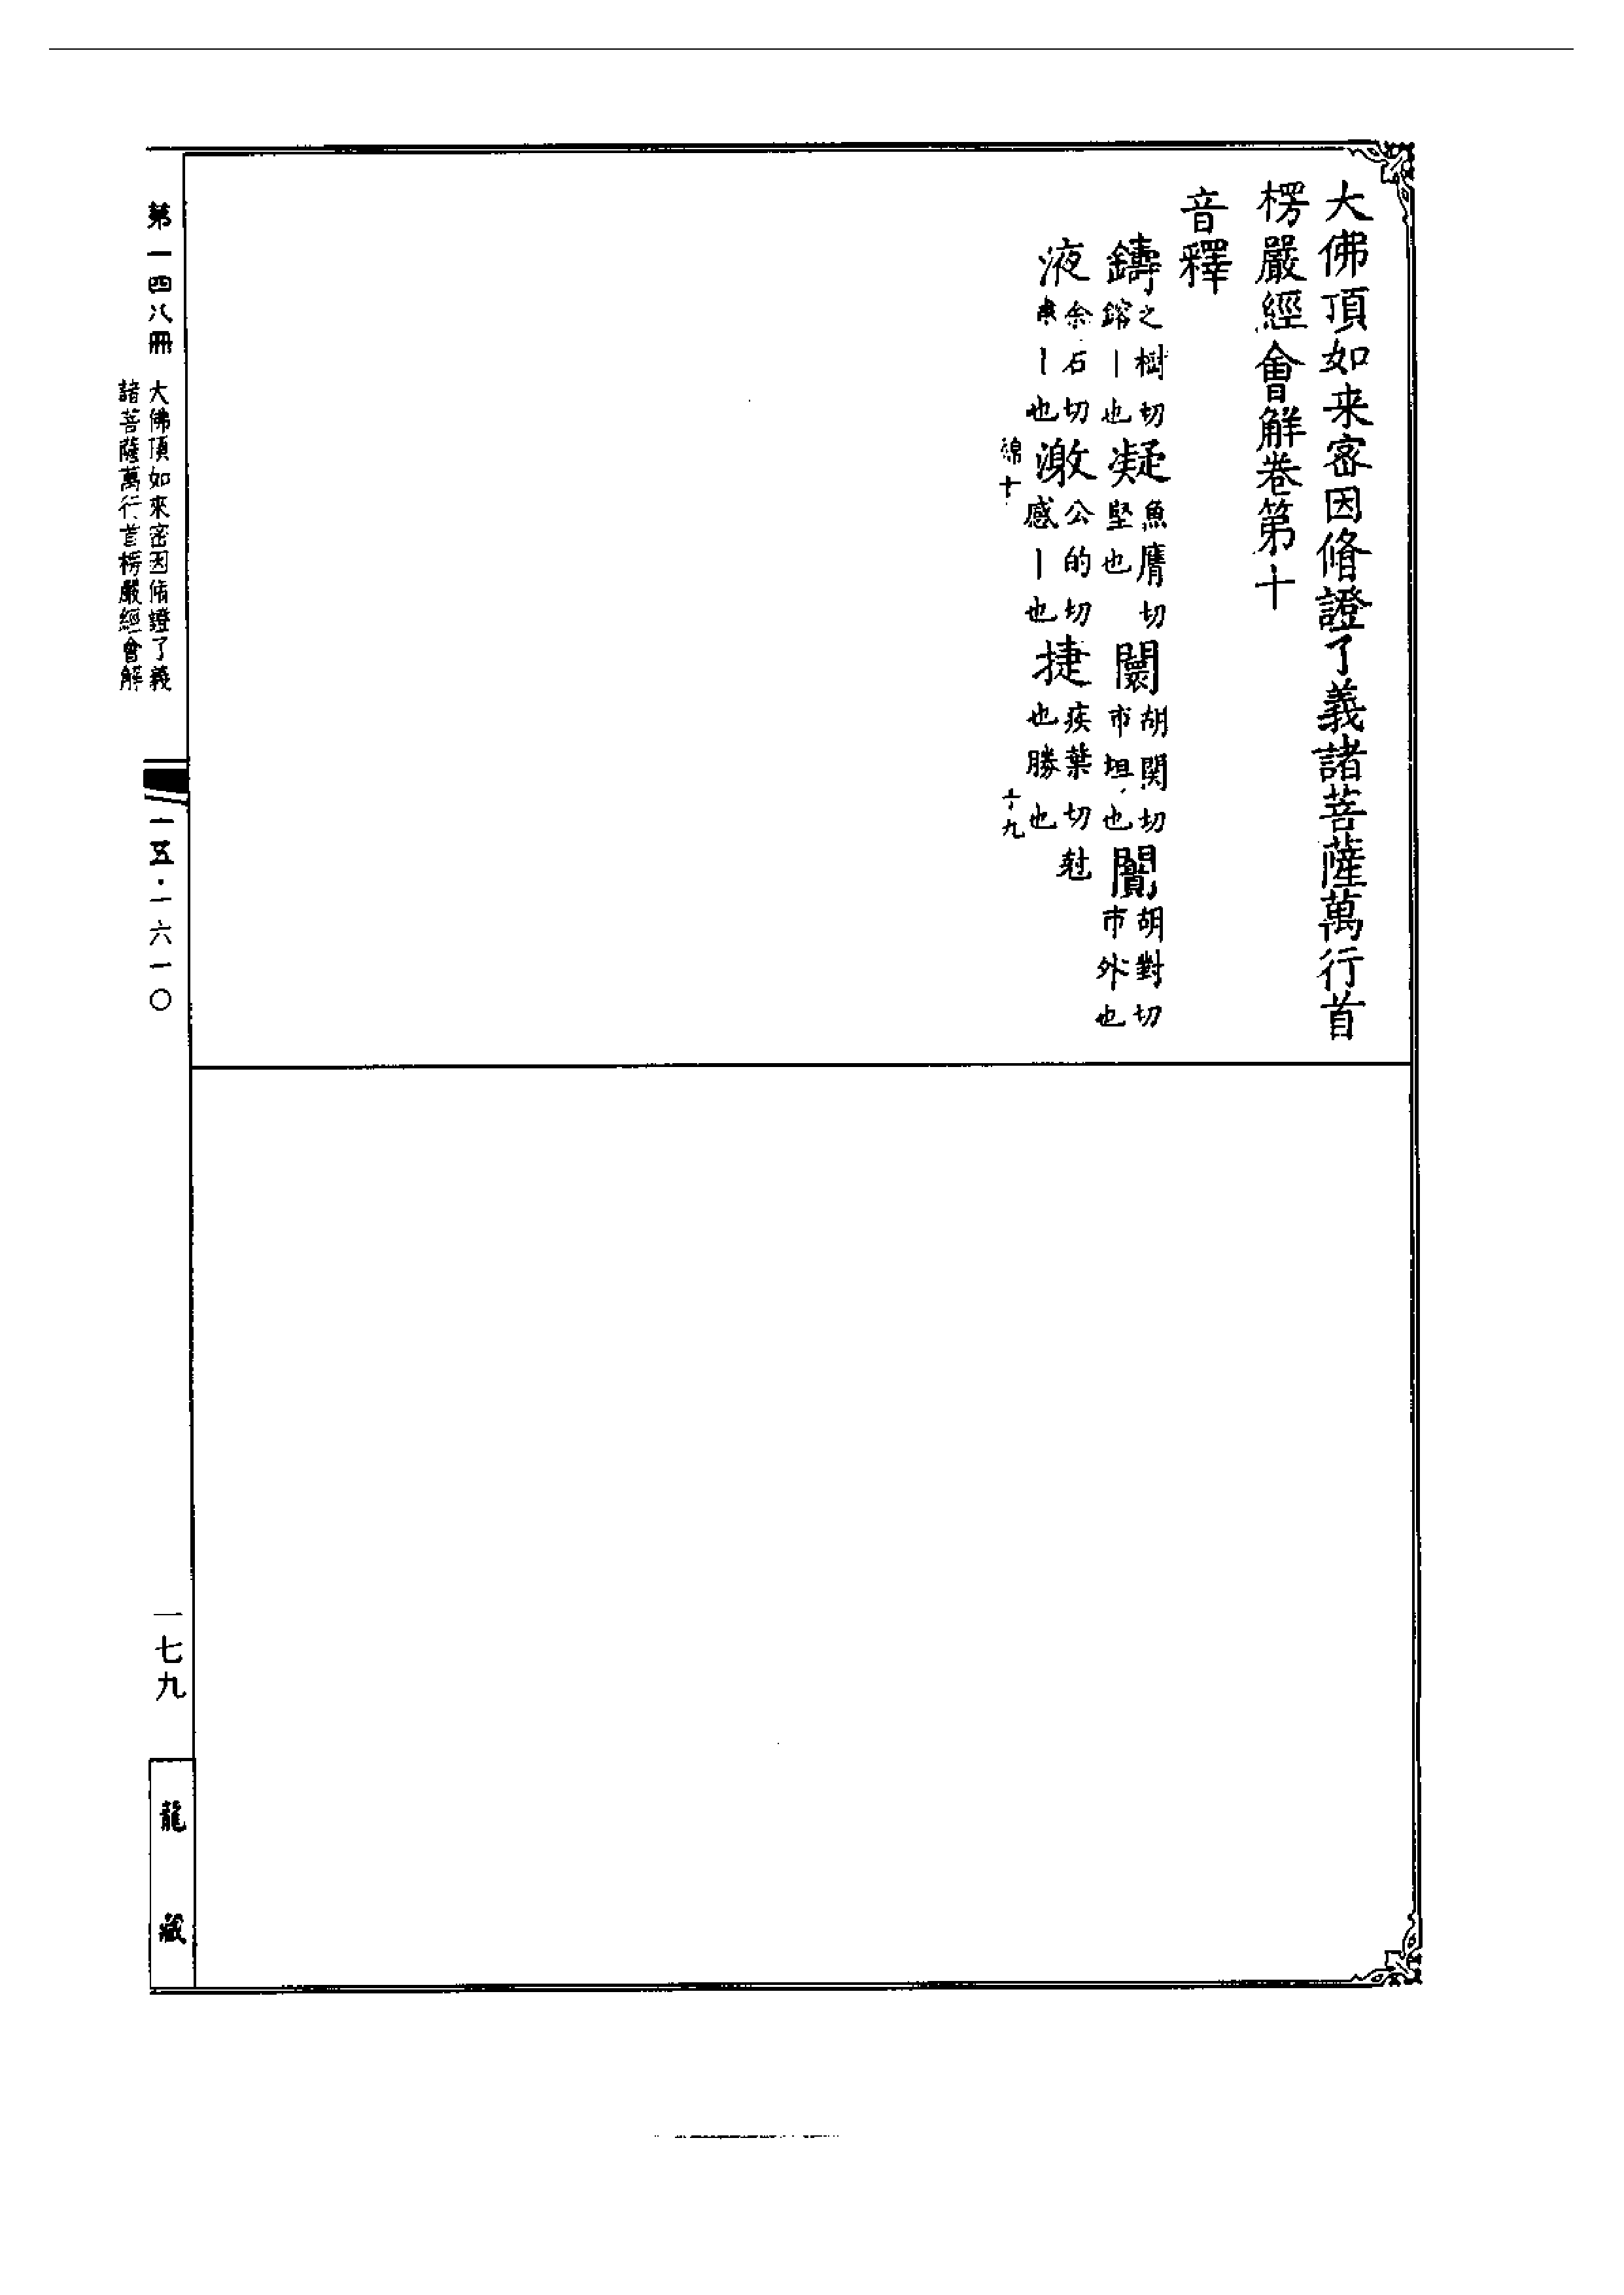 大佛頂如来密因脩證了義諸菩薩萬行首
楞嚴經會解卷第十
音釋
鑄之樹切鎔丨也凝魚膺切堅也闤胡関切市垣也闠胡對切市外也
液余石切津丨也激公的切感丨也捷疾葉切尅也勝也
綿十
十九
第一四八冊
大佛頂如來密因脩證了義
諸菩薩萬行首楞嚴經會解
一五·一六一〇
一七九
龍藏